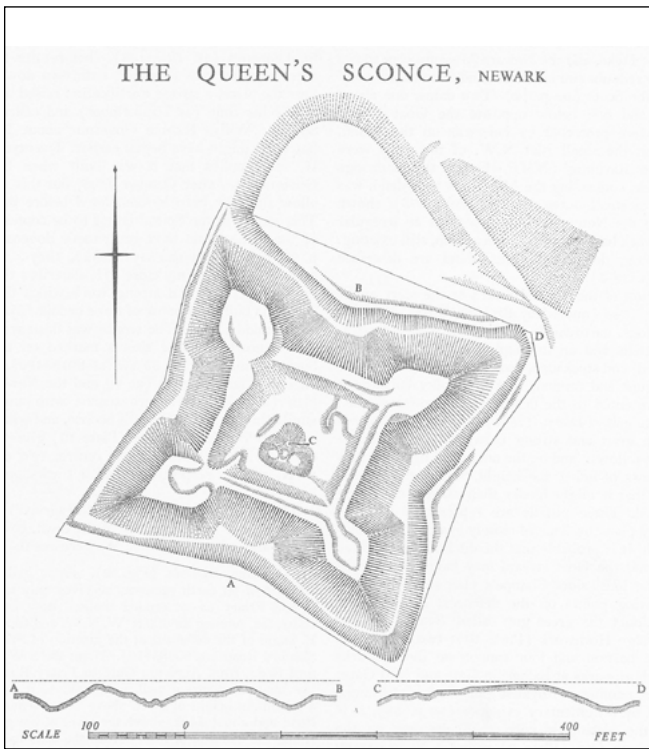 THE QUEEN'S SCONCE, NEWARK
B
D
C
A
A B C D
100 0 400
SCALE FEET